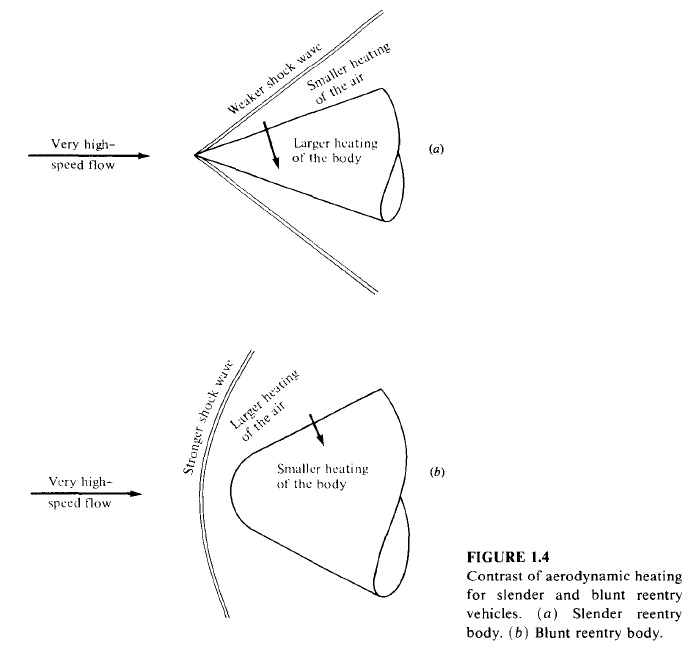 Weaker shock wave
Smaller heating
of the air
Very high-
speed flow
Larger heating
of the body
(a)
Stronger shock wave
Larger heating
of the air
Very high-
speed flow
Smaller heating
of the body
(b)
FIGURE 1.4
Contrast of aerodynamic heating
for slender and blunt reentry
vehicles. (a) Slender reentry
body. (b) Blunt reentry body.